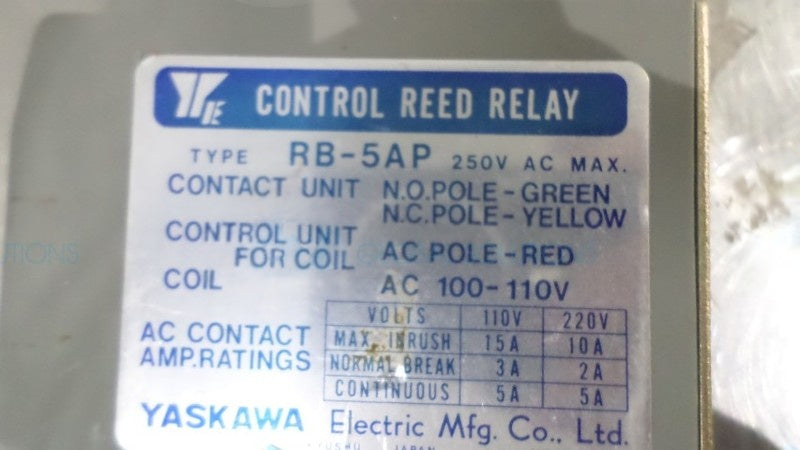 CONTROL REED RELAY
TYPE RB-5AP 250V AC MAX.
CONTACT UNIT N.O.POLE-GREEN
N.C.POLE-YELLOW
CONTROL UNIT
FOR COIL AC POLE-RED
COIL AC 100-110V
AC CONTACT AMP.RATINGS
VOLTS 110V 220V
MAX. INRUSH 15A 10A
NORMAL BREAK 3A 2A
CONTINUOUS 5A 5A
YASKAWA Electric Mfg. Co., Ltd.
JAPAN